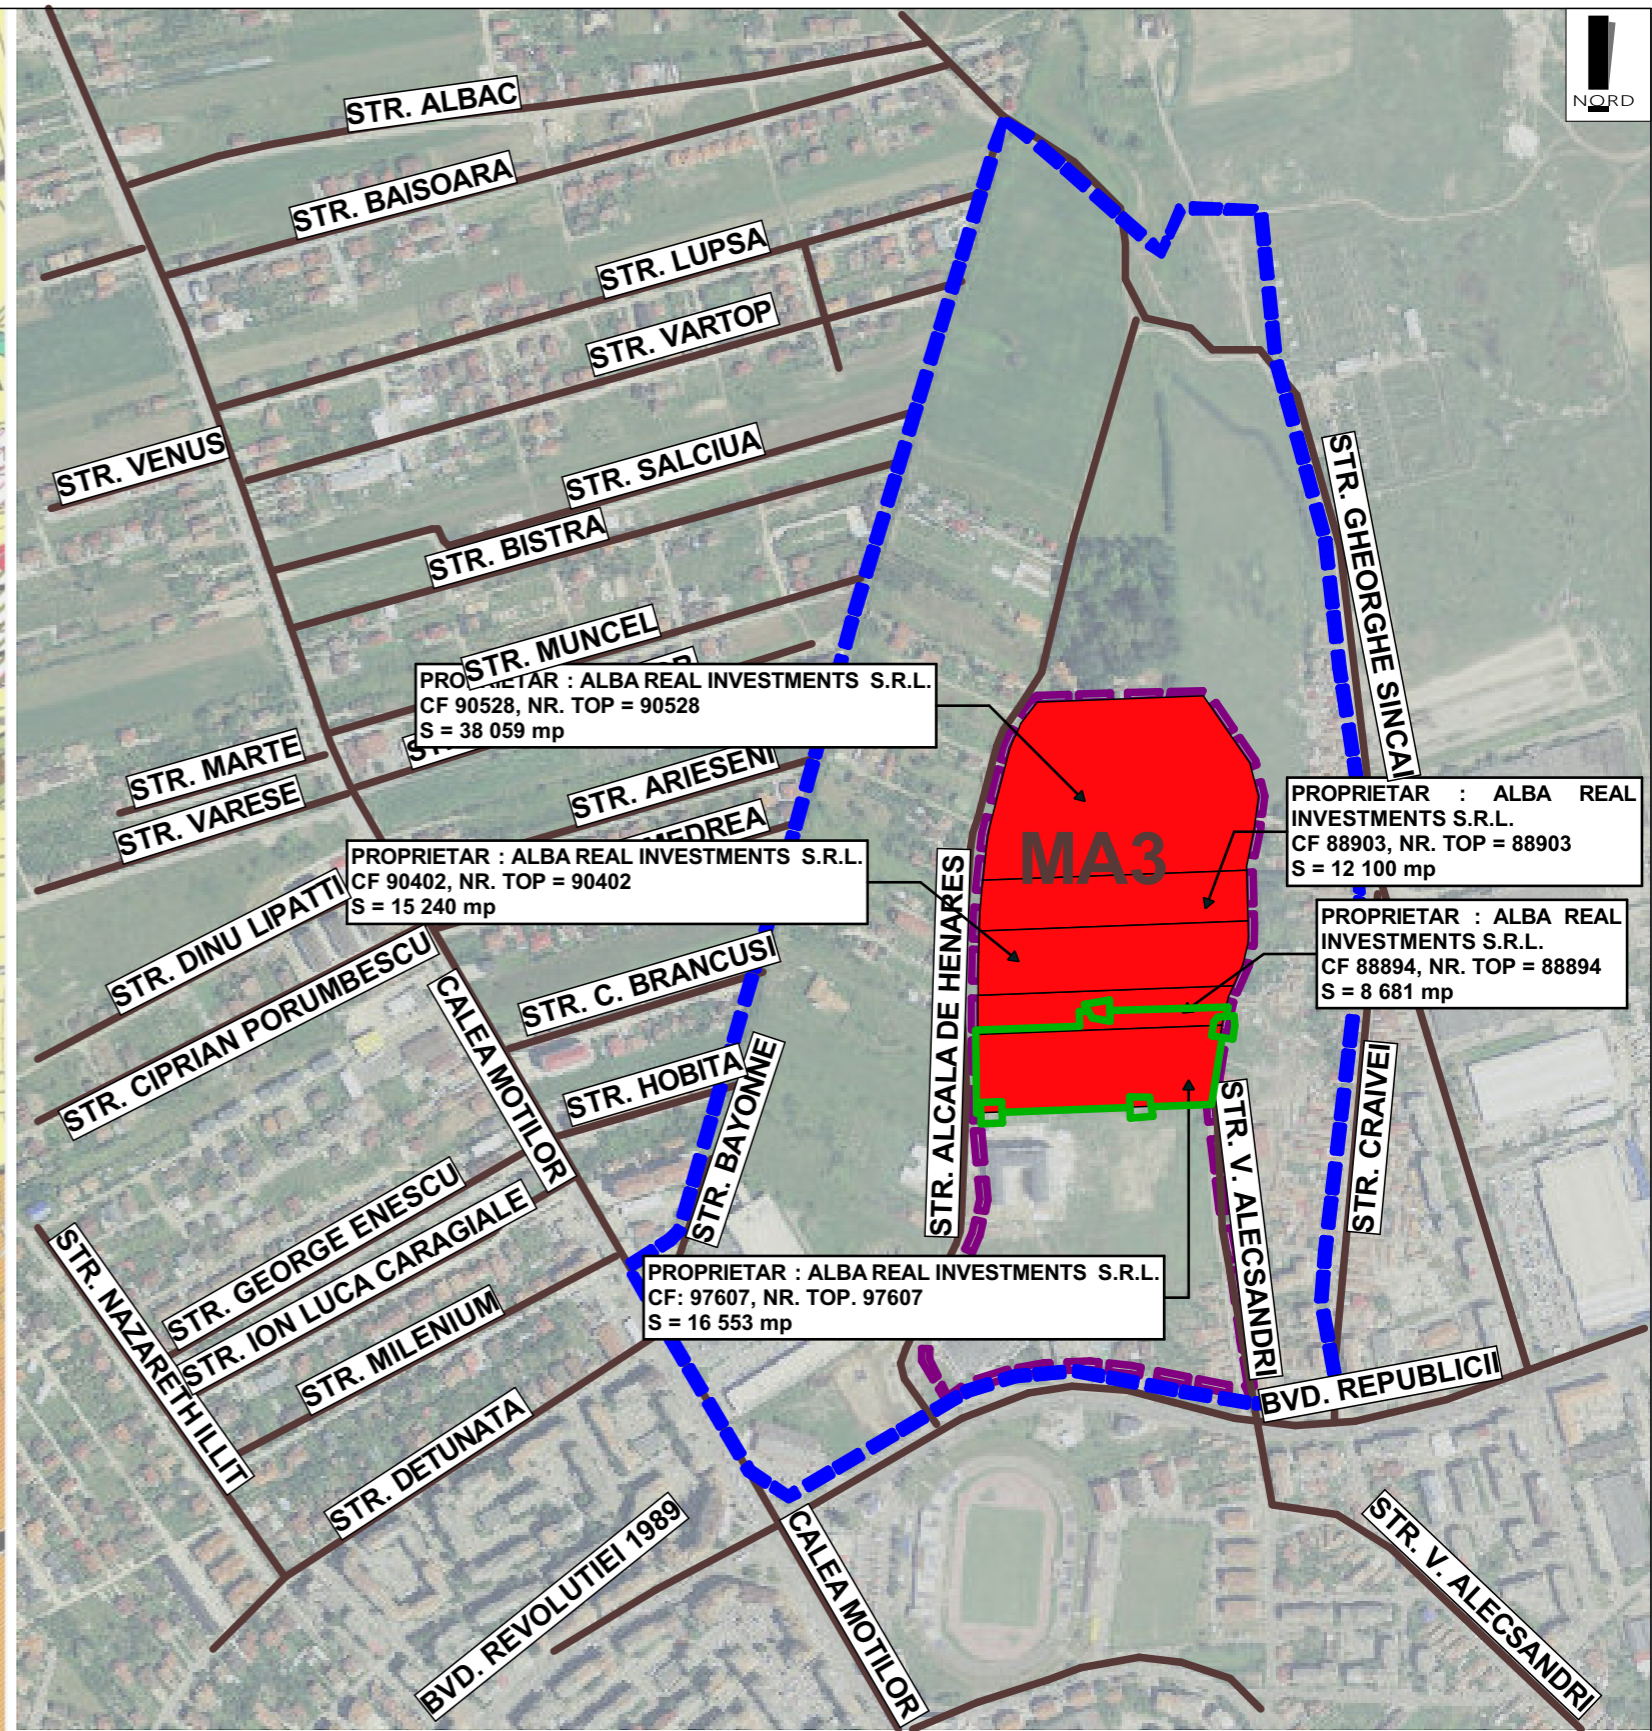 NORD
STR. ALBAC
STR. BAISOARA
STR. LUPSA
STR. VARTOP
STR. VENUS
STR. SALCIUA
STR. BISTRA
STR. GHEORGHE SINCAI
STR. MUNCEL
PROPRIETAR : ALBA REAL INVESTMENTS S.R.L.
CF 90528, NR. TOP = 90528
S = 38 059 mp
STR. MARTE
STR. VARESE
STR. ARIESENI
PROPRIETAR : ALBA REAL
INVESTMENTS S.R.L.
CF 88903, NR. TOP = 88903
S = 12 100 mp
MA3
PROPRIETAR : ALBA REAL INVESTMENTS S.R.L.
CF 90402, NR. TOP = 90402
S = 15 240 mp
PROPRIETAR : ALBA REAL
INVESTMENTS S.R.L.
CF 88894, NR. TOP = 88894
S = 8 681 mp
STR. DINU LIPATTI
STR. CIPRIAN PORUMBESCU
CALEA MOTILOR
STR. C. BRANCUSI
STR. HOBITA
STR. BAYONNE
STR. ALCALA DE HENARES
STR. V. ALECSANDRI
STR. CRAIVEI
STR. GEORGE ENESCU
STR. ION LUCA CARAGIALE
STR. MILENIUM
STR. NAZARETH ILLIT
PROPRIETAR : ALBA REAL INVESTMENTS S.R.L.
CF: 97607, NR. TOP. 97607
S = 16 553 mp
BVD. REPUBLICII
STR. DETUNATA
BVD. REVOLUTIEI 1989
CALEA MOTILOR
STR. V. ALECSANDRI